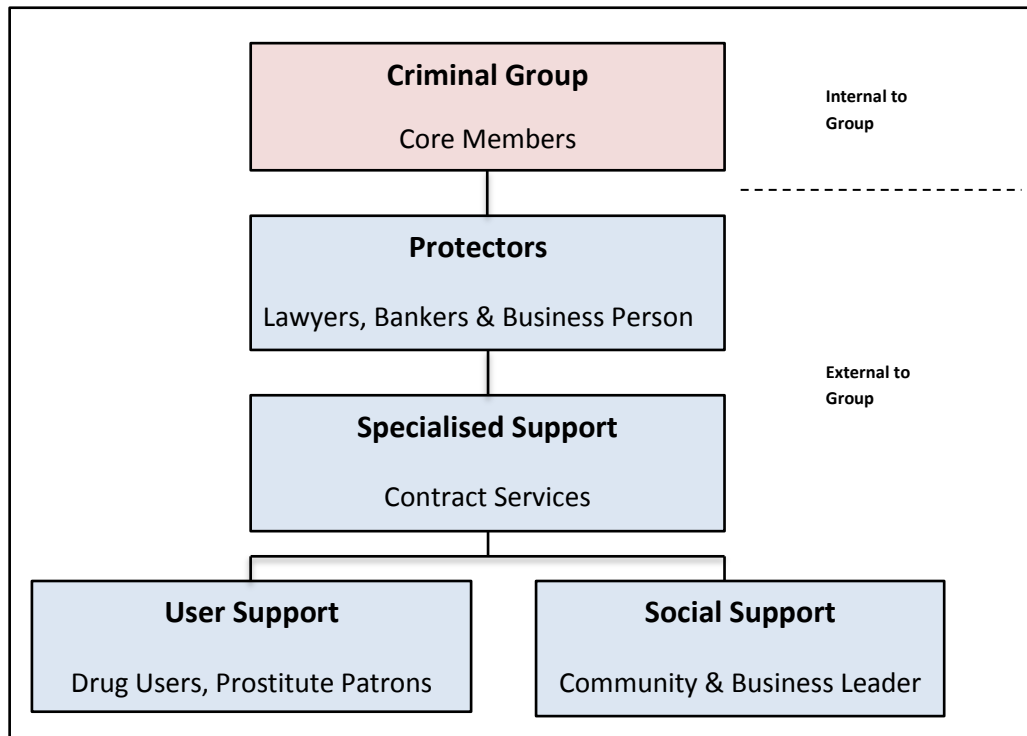 Criminal Group
Core Members
Internal to
Group
Protectors
Lawyers, Bankers & Business Person
External to
Group
Specialised Support
Contract Services
User Support
Drug Users, Prostitute Patrons
Social Support
Community & Business Leader